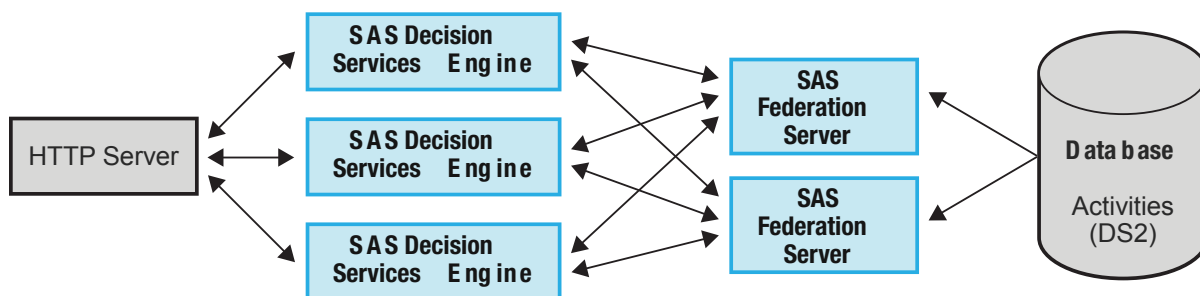 HTTP Server
SAS Decision
Services Engine
SAS Decision
Services Engine
SAS Decision
Services Engine
SAS
Federation
Server
SAS
Federation
Server
Database
Activities
(DS2)